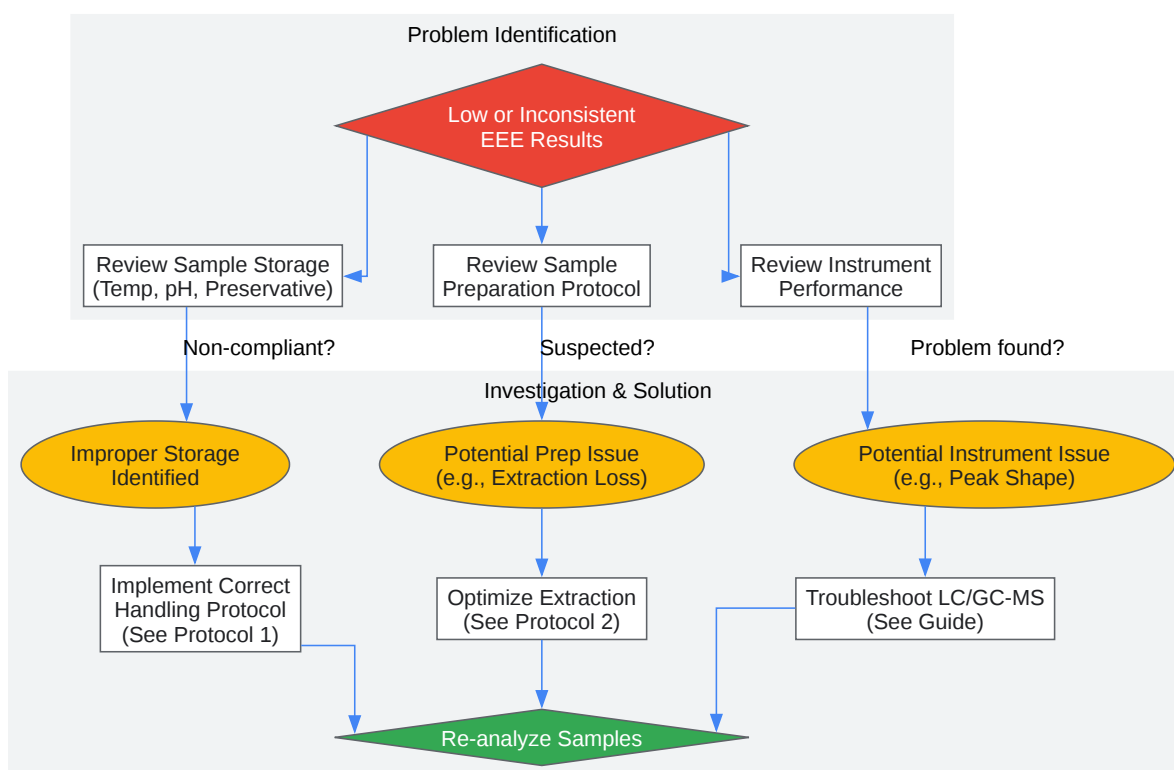 Problem Identification
Low or Inconsistent
EEE Results
Review Sample Storage
(Temp, pH, Preservative)
Review Sample
Preparation Protocol
Review Instrument
Performance
Non-compliant?
Suspected?
Problem found?
Investigation & Solution
Improper Storage
Identified
Potential Prep Issue
(e.g., Extraction Loss)
Potential Instrument Issue
(e.g., Peak Shape)
Implement Correct
Handling Protocol
(See Protocol 1)
Optimize Extraction
(See Protocol 2)
Troubleshoot LC/GC-MS
(See Guide)
Re-analyze Samples